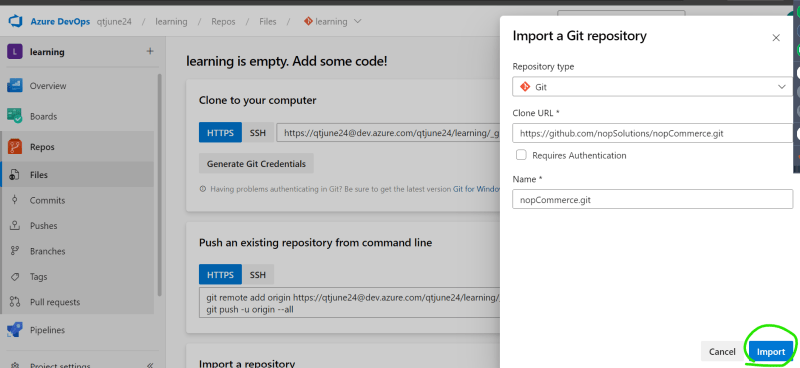 Azure DevOps qtjune24 / learning / Repos / Files / learning
L learning +
Overview
Boards
Repos
Files
Commits
Pushes
Branches
Tags
Pull requests
Pipelines
Project settings
learning is empty. Add some code!
Clone to your computer
HTTPS SSH https://qtjune24@dev.azure.com/qtjune24/learning/_g
Generate Git Credentials
Having problems authenticating in Git? Be sure to get the latest version Git for Window
Push an existing repository from command line
HTTPS SSH
git remote add origin https://qtjune24@dev.azure.com/qtjune24/learning/_
git push -u origin --all
Import a repository
Import a Git repository
Repository type
Git
Clone URL *
https://github.com/nopSolutions/nopCommerce.git
Requires Authentication
Name *
nopCommerce.git
Cancel Import